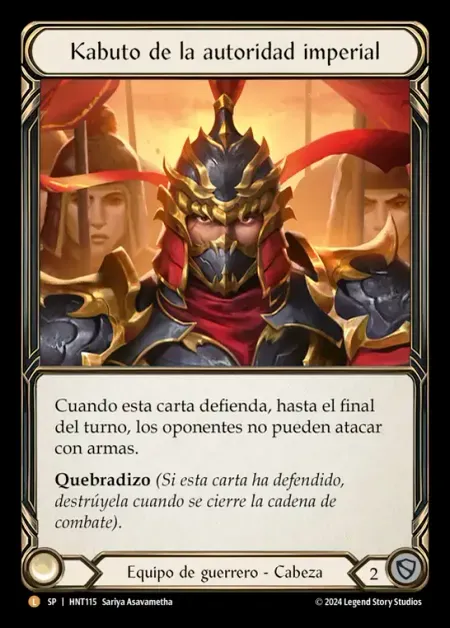 Kabuto de la autoridad imperial
Cuando esta carta defienda, hasta el final
del turno, los oponentes no pueden atacar
con armas.
Quebradizo (Si esta carta ha defendido,
destrúyela cuando se cierre la cadena de
combate).
Equipo de guerrero - Cabeza
2
L
SP | HNT115 Sariya Asavametha
© 2024 Legend Story Studios